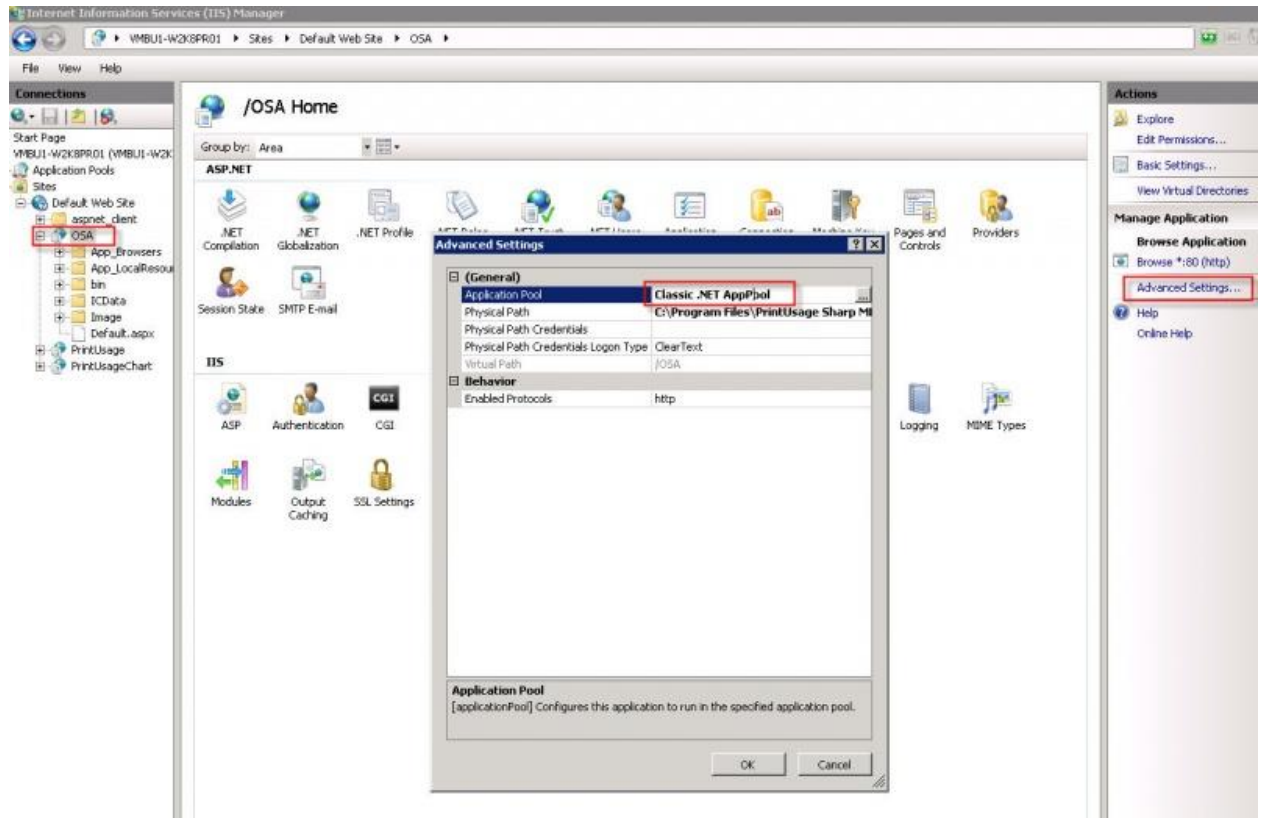 Internet Information Services (IIS) Manager
VMBU1-W2K8PR01 Sites Default Web Site OSA
File View Help
Connections
Start Page
VMBU1-W2K8PR01 (VMBU1-W2K
Application Pools
Sites
Default Web Site
aspnet_client
OSA
App_Browsers
App_LocalResou
bin
ICData
Image
Default.aspx
PrintUsage
PrintUsageChart
/OSA Home
Group by: Area
ASP.NET
.NET Compilation
.NET Globalization
.NET Profile
Pages and Controls
Providers
Session State
SMTP E-mail
IIS
ASP
Authentication
CGI
CGI
Logging
MIME Types
Modules
Output Caching
SSL Settings
Advanced Settings
(General)
Application Pool Classic .NET AppPool ...
Physical Path C:\Program Files\PrintUsage Sharp MI
Physical Path Credentials
Physical Path Credentials Logon Type ClearText
Virtual Path /OSA
Behavior
Enabled Protocols http
Application Pool
[applicationPool] Configures this application to run in the specified application pool.
OK Cancel
Actions
Explore
Edit Permissions...
Basic Settings...
View Virtual Directories
Manage Application
Browse Application
Browse *:80 (http)
Advanced Settings...
Help
Online Help